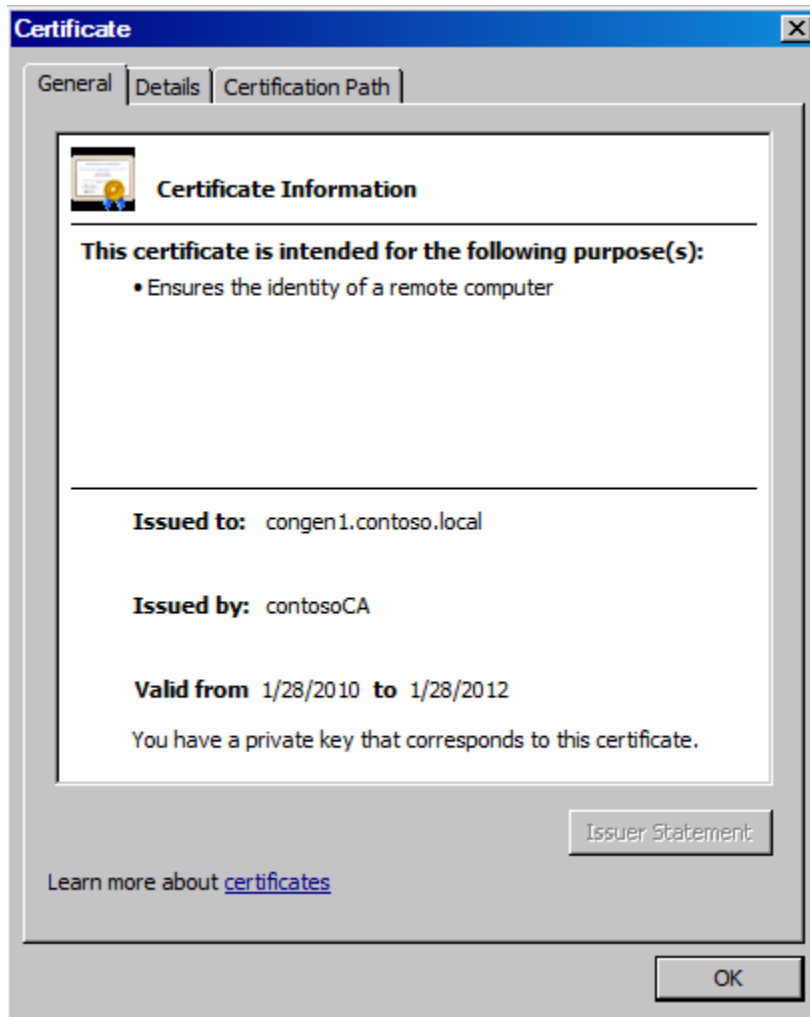 Certificate
General Details Certification Path
Certificate Information
This certificate is intended for the following purpose(s):
• Ensures the identity of a remote computer
Issued to: congen1.contoso.local
Issued by: contosoCA
Valid from 1/28/2010 to 1/28/2012
You have a private key that corresponds to this certificate.
Issuer Statement
Learn more about certificates
OK